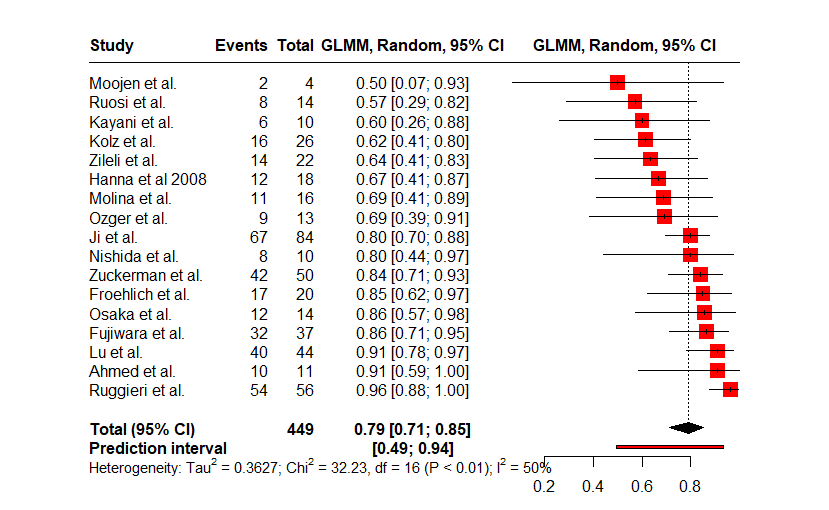 Study Events Total GLMM, Random, 95% CI GLMM, Random, 95% CI
Moojen et al. 2 4 0.50 [0.07; 0.93]
Ruosi et al. 8 14 0.57 [0.29; 0.82]
Kayani et al. 6 10 0.60 [0.26; 0.88]
Kolz et al. 16 26 0.62 [0.41; 0.80]
Zileli et al. 14 22 0.64 [0.41; 0.83]
Hanna et al 2008 12 18 0.67 [0.41; 0.87]
Molina et al. 11 16 0.69 [0.41; 0.89]
Ozger et al. 9 13 0.69 [0.39; 0.91]
Ji et al. 67 84 0.80 [0.70; 0.88]
Nishida et al. 8 10 0.80 [0.44; 0.97]
Zuckerman et al. 42 50 0.84 [0.71; 0.93]
Froehlich et al. 17 20 0.85 [0.62; 0.97]
Osaka et al. 12 14 0.86 [0.57; 0.98]
Fujiwara et al. 32 37 0.86 [0.71; 0.95]
Lu et al. 40 44 0.91 [0.78; 0.97]
Ahmed et al. 10 11 0.91 [0.59; 1.00]
Ruggieri et al. 54 56 0.96 [0.88; 1.00]
Total (95% CI) 449 0.79 [0.71; 0.85]
Prediction interval [0.49; 0.94]
Heterogeneity: Tau² = 0.3627; Chi² = 32.23, df = 16 (P < 0.01); I² = 50%
0.2 0.4 0.6 0.8